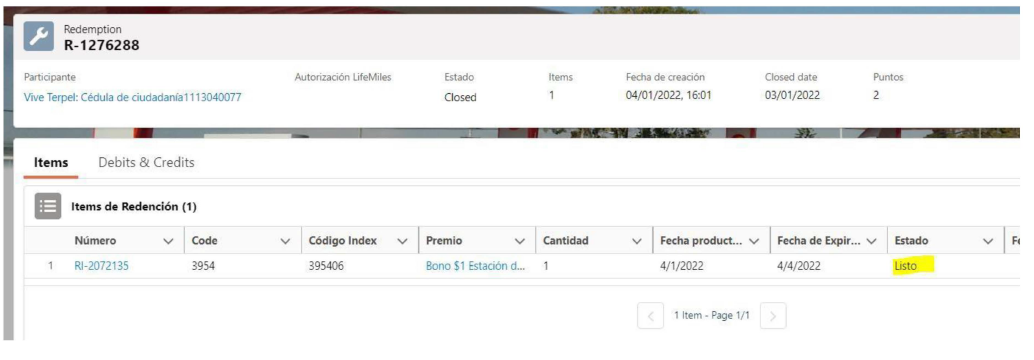 Redemption
R-1276288
Participante Autorización LifeMiles Estado Items Fecha de creación Closed date Puntos
Vive Terpel: Cédula de ciudadanía1113040077 Closed 1 04/01/2022, 16:01 03/01/2022 2
Items Debits & Credits
Items de Redención (1)
Número Code Código Index Premio Cantidad Fecha product... Fecha de Expir... Estado Fe
1 RI-2072135 3954 395406 Bono $1 Estación d... 1 4/1/2022 4/4/2022 Listo
1 Item - Page 1/1